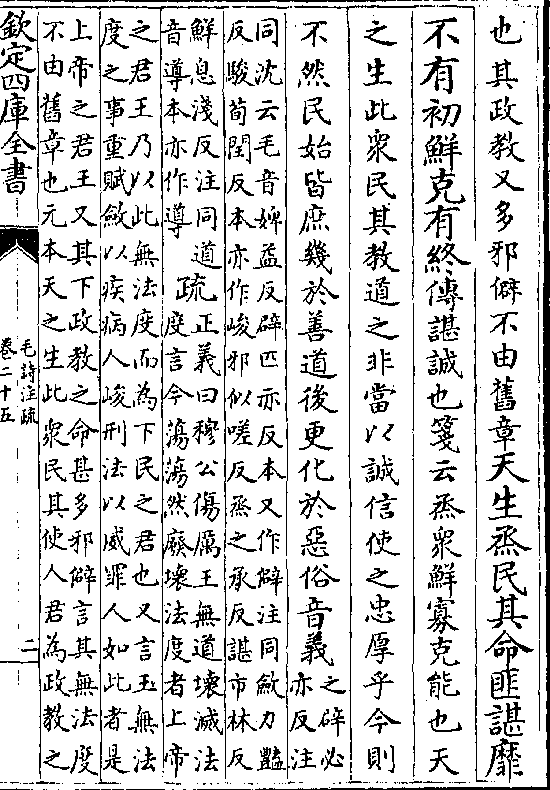 也其政教又多邪僻不由舊章天生烝民其命匪諶靡
不有初鮮克有終傳諶誠也箋云烝衆鮮寡克能也天
之生此衆民其教道之非當以誠信使之忠厚乎今則
不然民始皆庶幾於善道後更化於惡俗音義之辟必
亦反注
同沈云毛音婢益反辟匹亦反本又作僻注同斂力豔
反駿荀閏反本亦作峻邪似嗟反烝之承反諶市林反
鮮息淺反注同道
音導本亦作導
疏正義曰穆公傷厲王無道壞滅法
度言今蕩蕩然廢壞法度者上帝
之君王乃以此無法度而為下民之君也又言王無法
度之事重賦斂以疾病人峻刑法以威罪人如此者是
上帝之君王又其下政教之命甚多邪僻言其無法度
不由舊章也元本天之生此衆民其使人君為政教之
欽定四庫全書
毛詩注疏
卷二十五
二